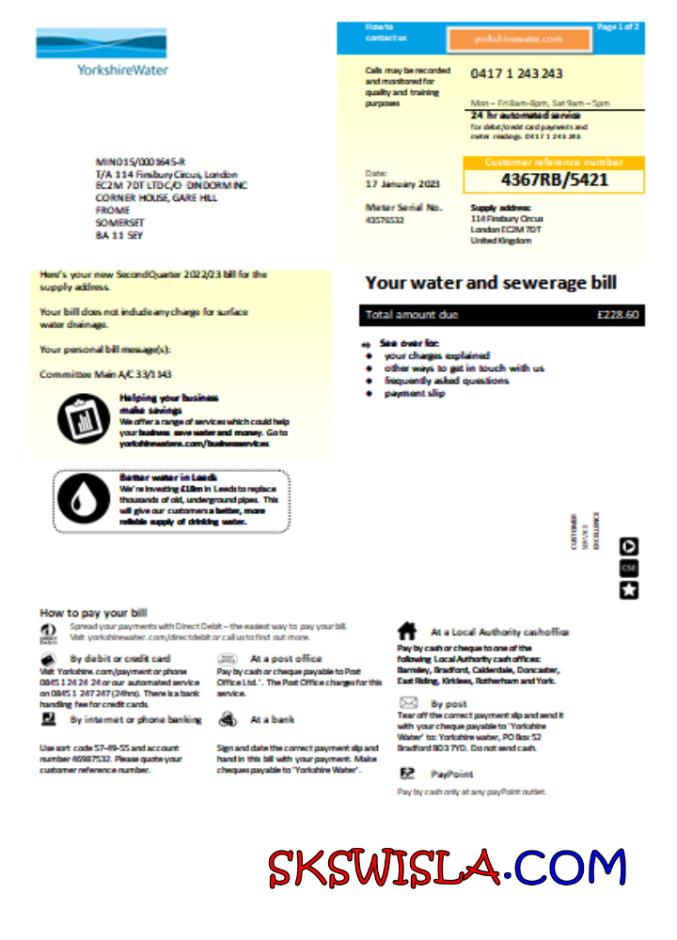 YorkshireWater
How to
contact us
yorkshirewater.com
Page 1 of 2
Calls may be recorded
and monitored for
quality and training
purposes
0417 1 243 243
Mon – Fri 8am-8pm, Sat 9am – 5pm
24 hr automated service
for debit/credit card payments and
meter readings. 0417 1 243 243
MIN015/0001645-R
T/A 114 Finsbury Circus, London
EC2M 7DT LTD C/O DINDORM INC
CORNER HOUSE, GARE HILL
FROME
SOMERSET
BA 11 5EY
Date:
17 January 2023
Customer reference number
4367RB/5421
Meter Serial No.
43576532
Supply address:
114 Finsbury Circus
London EC2M 7DT
United Kingdom
Here's your new Second Quarter 2022/23 bill for the
supply address.
Your bill does not include any charge for surface
water drainage.
Your personal bill message(s):
Committee Main A/C 33/1143
Helping your business
make savings
We offer a range of services which could help
your business save water and money. Go to
yorkshirewatere.com/businesservices
Better water in Leeds
We're investing £18m in Leeds to replace
thousands of old, underground pipes. This
will give our customers a better, more
reliable supply of drinking water.
Your water and sewerage bill
Total amount due £228.60
See over for:
your charges explained
other ways to get in touch with us
frequently asked questions
payment slip
CUSTOMER
SERVICE
EXCELLENCE
CSE
How to pay your bill
Spread your payments with Direct Debit – the easiest way to pay your bill.
Visit yorkshirewater.com/directdebit or call us to find out more.
By debit or credit card
Visit Yorkshire.com/payment or phone
0845 1 24 24 24 or our automated service
on 0845 1 247 247 (24hrs). There is a bank
handling fee for credit cards.
By internet or phone banking
Use sort code 57-49-55 and account
number 46987532. Please quote your
customer reference number.
At a post office
Pay by cash or cheque payable to Post
Office Ltd.'. The Post Office charges for this
service.
At a bank
Sign and date the correct payment slip and
hand in this bill with your payment. Make
cheques payable to 'Yorkshire Water'.
At a Local Authority cash office
Pay by cash or cheque to one of the
following Local Authority cash offices:
Barnsley, Bradford, Calderdale, Doncaster,
East Riding, Kirklees, Rotherham and York.
By post
Tear off the correct payment slip and send it
with your cheque payable to 'Yorkshire
Water' to: Yorkshire water, PO Box 52
Bradford BD3 7YD. Do not send cash.
PayPoint
Pay by cash only at any payPoint outlet.
SKSWISLA.COM